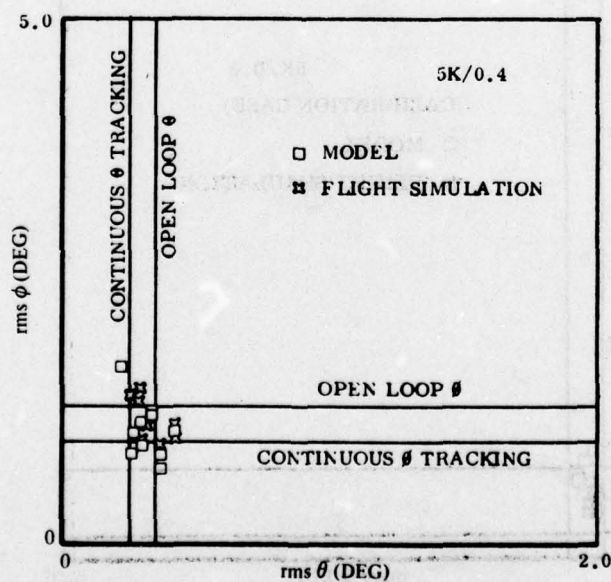 5.0
5K/0.4
CONTINUOUS θ TRACKING
OPEN LOOP θ
MODEL
FLIGHT SIMULATION
rms ϕ (DEG)
OPEN LOOP ø
CONTINUOUS ø TRACKING
0
0
2.0
rms θ (DEG)